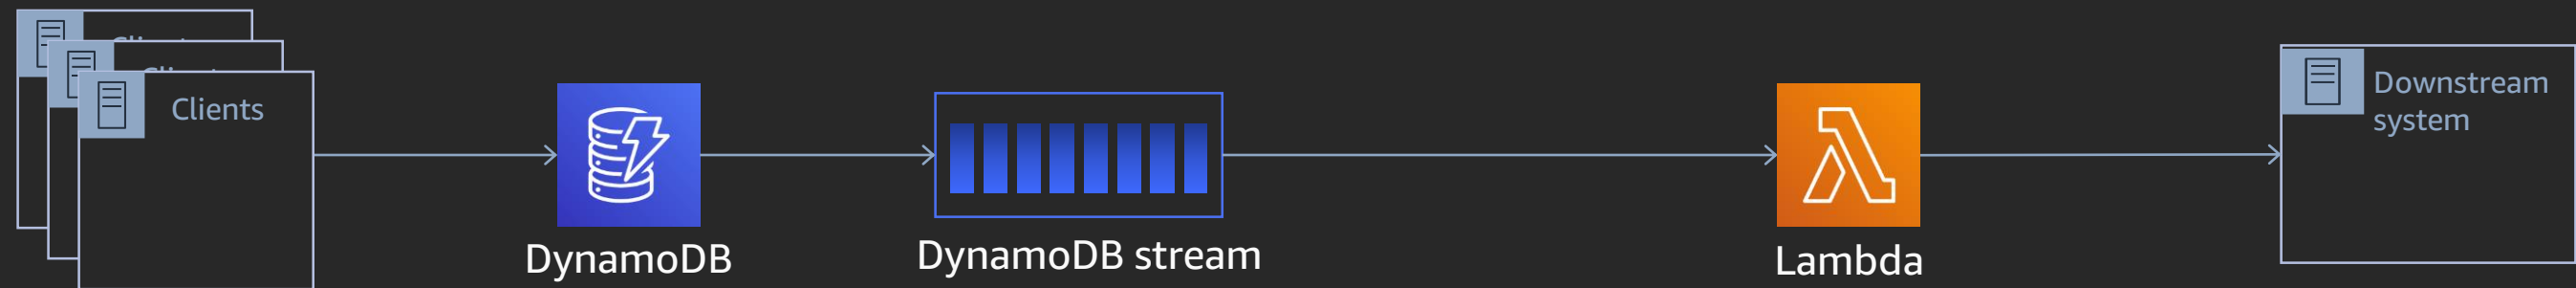 Clients
DynamoDB
DynamoDB stream
Lambda
Downstream
system